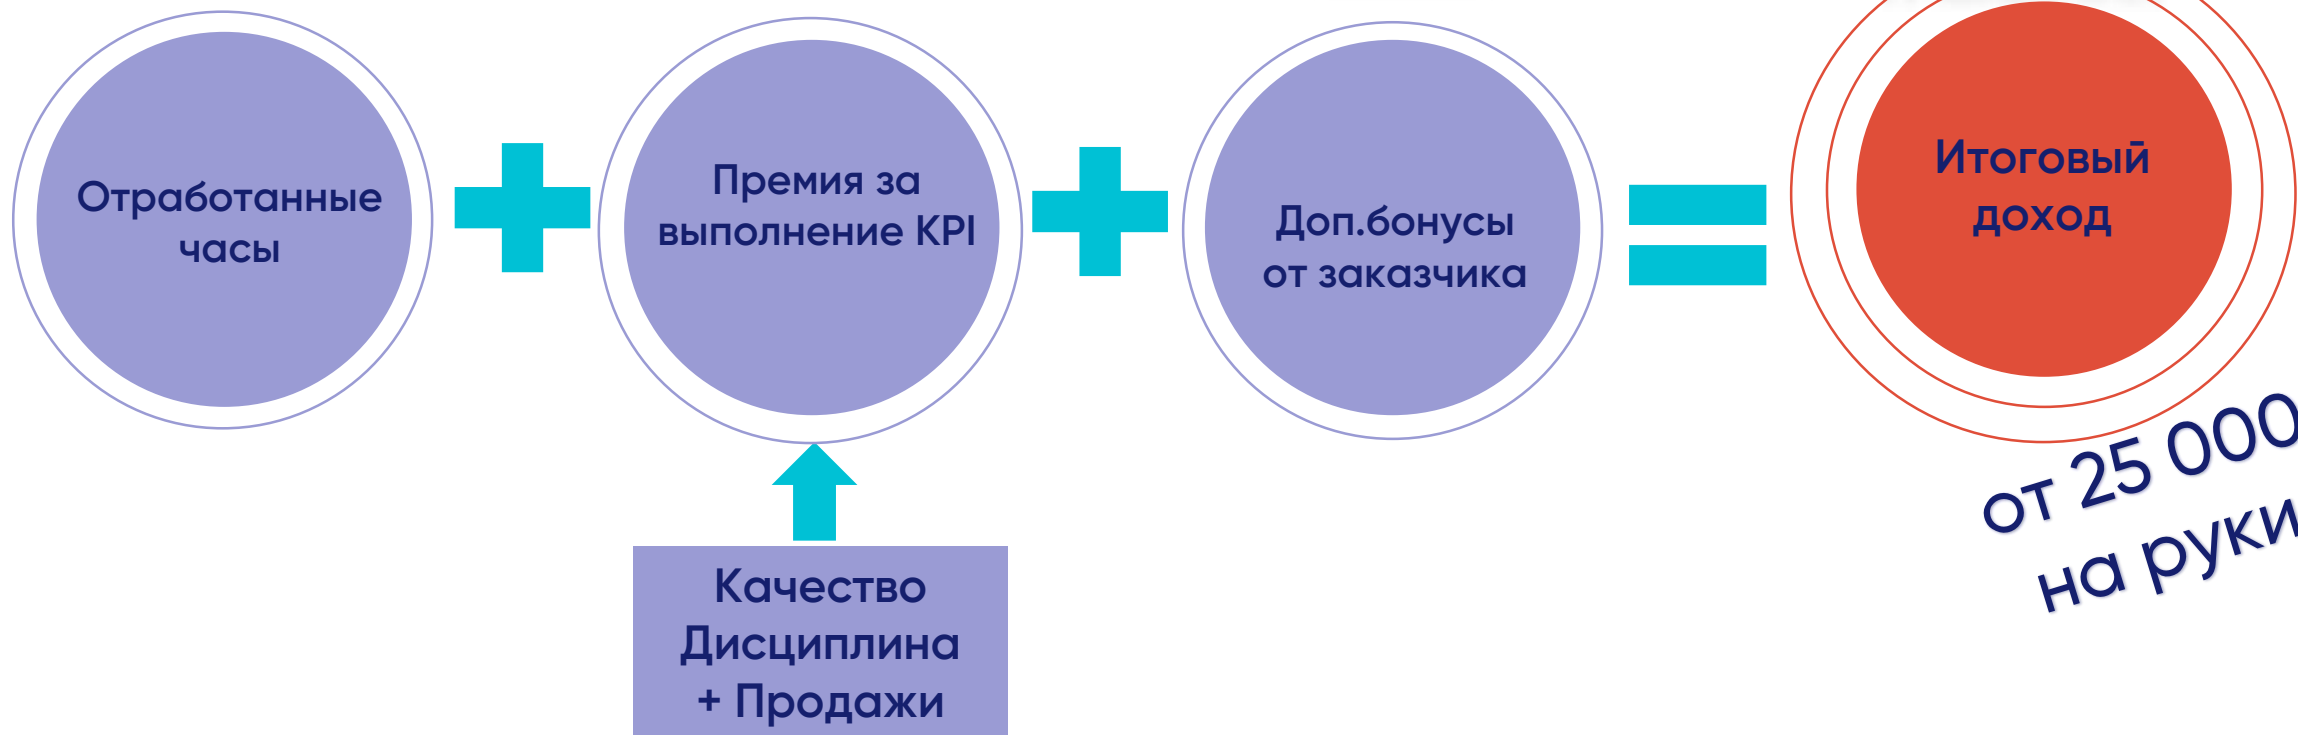 Отработанные
часы
Премия за
выполнение KPI
Доп.бонусы
от заказчика
Итоговый
доход
от 25 000
на руки
Качество
Дисциплина
+ Продажи